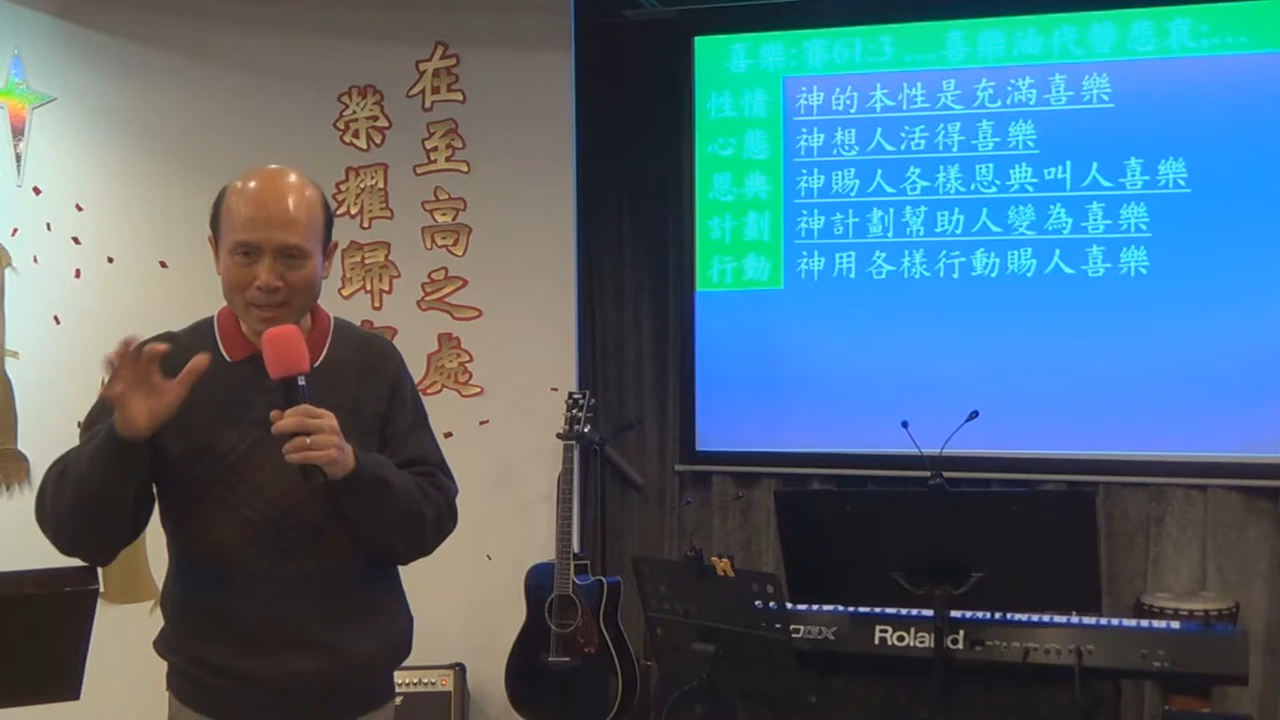 在至高之處
榮耀歸
喜樂:賽61:3 ...喜樂油代替悲哀;...
性情 神的本性是充滿喜樂
心態 神想人活得喜樂
恩典 神賜人各樣恩典叫人喜樂
計劃 神計劃幫助人變為喜樂
行動 神用各樣行動賜人喜樂
Roland